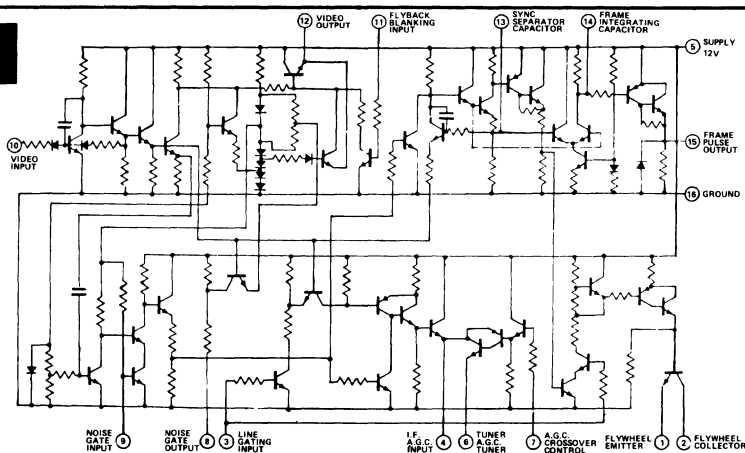 12 VIDEO OUTPUT
11 FLYBACK BLANKING INPUT
13 SYNC SEPARATOR CAPACITOR
14 FRAME INTEGRATING CAPACITOR
5 SUPPLY 12V
10 VIDEO INPUT
15 FRAME PULSE OUTPUT
16 GROUND
NOISE GATE INPUT 9
NOISE GATE OUTPUT 8
3 LINE GATING INPUT
I.F. A.G.C. INPUT 4
6 TUNER A.G.C. TUNER
7 A.G.C. CROSSOVER CONTROL
FLYWHEEL EMITTER 1
2 FLYWHEEL COLLECTOR